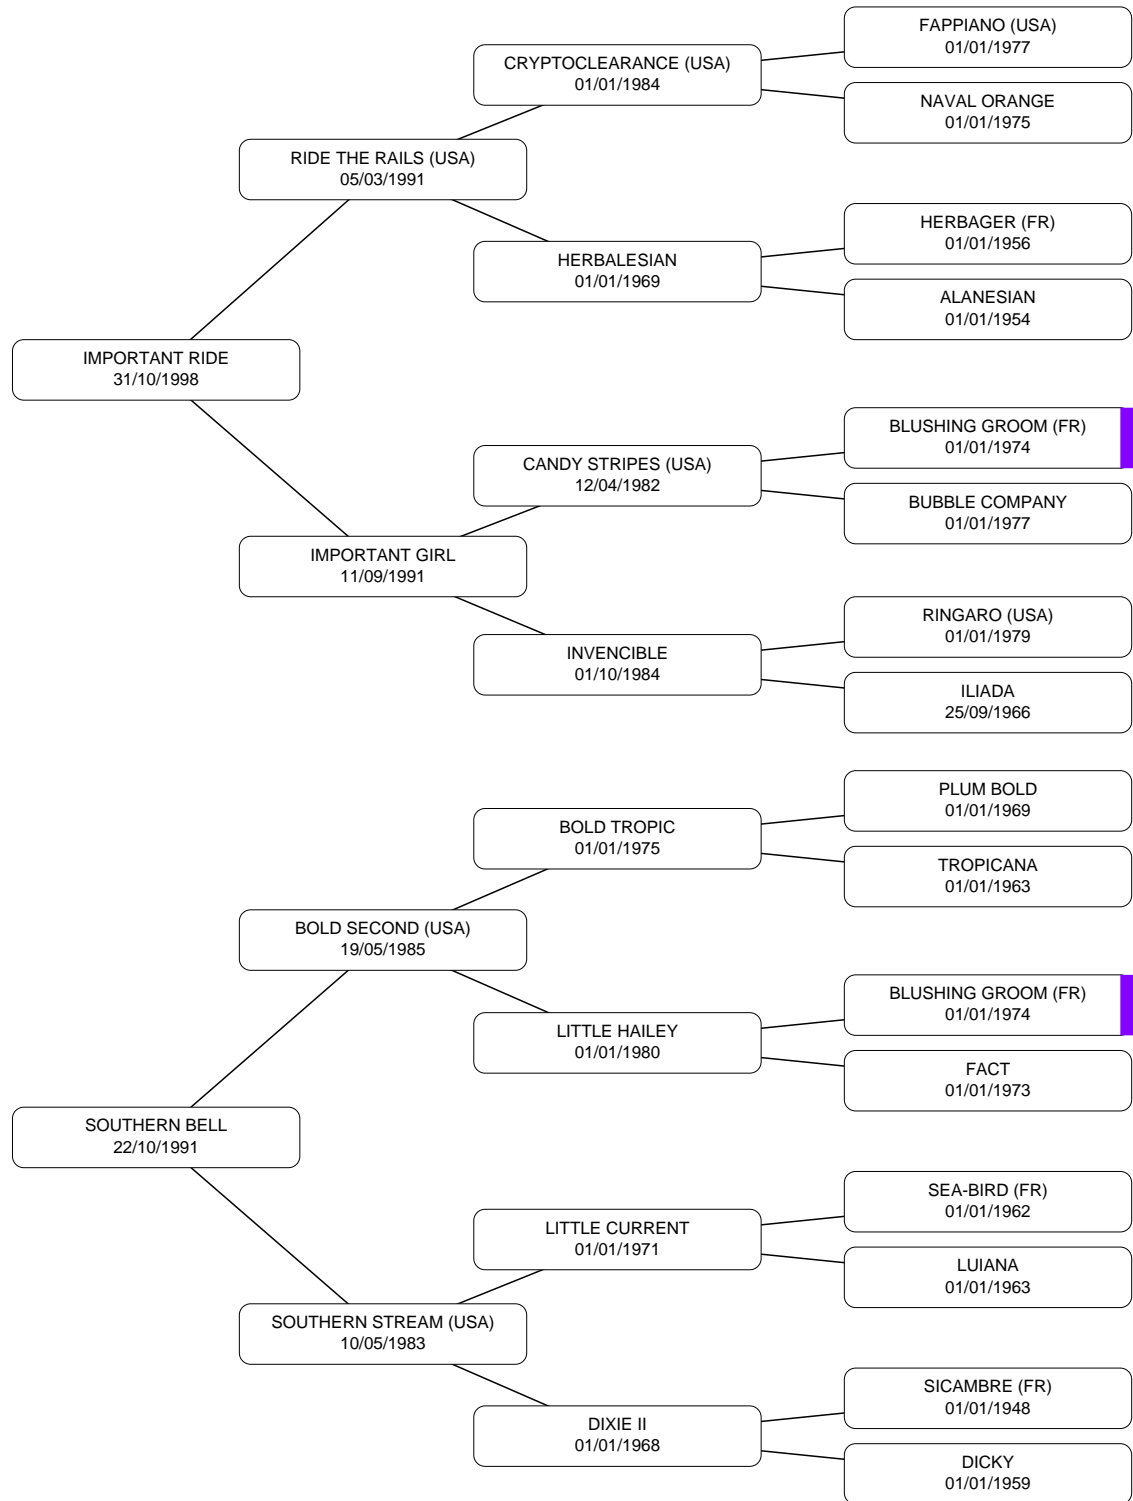 FAPPIANO (USA)
01/01/1977
CRYPTOCLEARANCE (USA)
01/01/1984
NAVAL ORANGE
01/01/1975
RIDE THE RAILS (USA)
05/03/1991
HERBAGER (FR)
01/01/1956
HERBALESIAN
01/01/1969
ALANESIAN
01/01/1954
IMPORTANT RIDE
31/10/1998
BLUSHING GROOM (FR)
01/01/1974
CANDY STRIPES (USA)
12/04/1982
BUBBLE COMPANY
01/01/1977
IMPORTANT GIRL
11/09/1991
RINGARO (USA)
01/01/1979
INVENCIBLE
01/10/1984
ILIADA
25/09/1966
PLUM BOLD
01/01/1969
BOLD TROPIC
01/01/1975
TROPICANA
01/01/1963
BOLD SECOND (USA)
19/05/1985
BLUSHING GROOM (FR)
01/01/1974
LITTLE HAILEY
01/01/1980
FACT
01/01/1973
SOUTHERN BELL
22/10/1991
SEA-BIRD (FR)
01/01/1962
LITTLE CURRENT
01/01/1971
LUIANA
01/01/1963
SOUTHERN STREAM (USA)
10/05/1983
SICAMBRE (FR)
01/01/1948
DIXIE II
01/01/1968
DICKY
01/01/1959